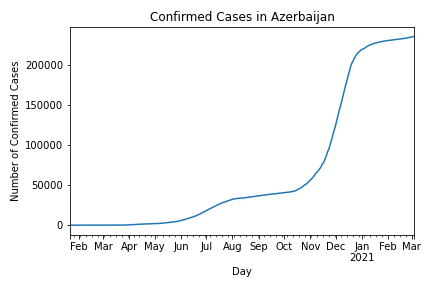 Confirmed Cases in Azerbaijan
Number of Confirmed Cases
200000
150000
100000
50000
0
Feb Mar Apr May Jun Jul Aug Sep Oct Nov Dec Jan Feb Mar
2021
Day